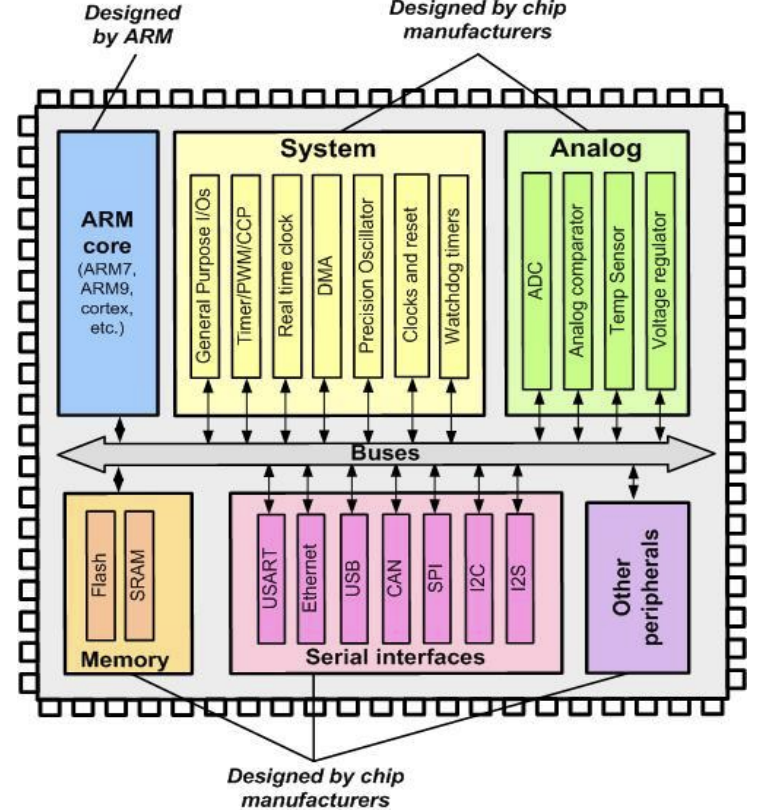 Designed
by ARM
Designed by chip
manufacturers
ARM
core
(ARM7,
ARM9,
cortex,
etc.)
System
General Purpose I/Os
Timer/PWM/CCP
Real time clock
DMA
Precision Oscillator
Clocks and reset
Watchdog timers
Analog
ADC
Analog comparator
Temp Sensor
Voltage regulator
Buses
Flash
SRAM
Memory
USART
Ethernet
USB
CAN
SPI
I2C
I2S
Serial interfaces
Other
peripherals
Designed by chip
manufacturers